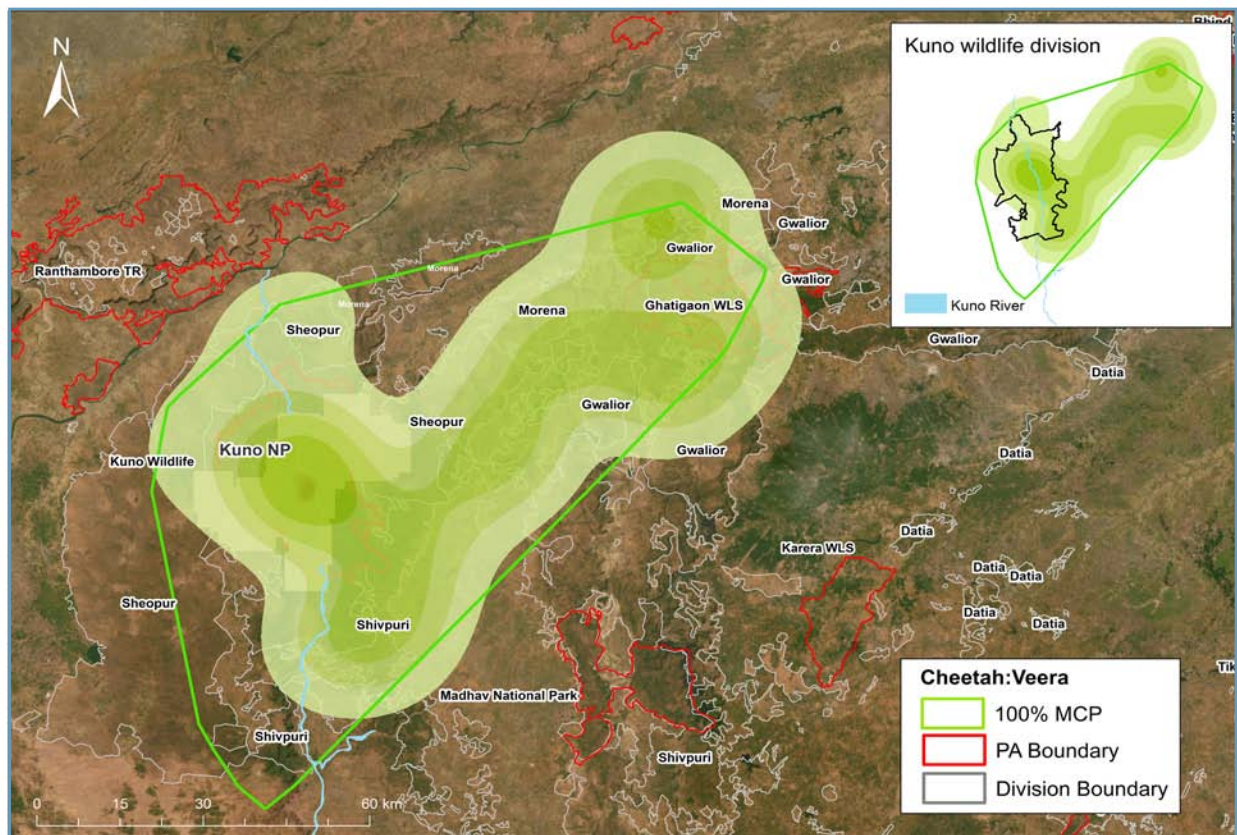 N
Bhind
Kuno wildlife division
Kuno River
Morena
Gwalior
Gwalior
Ranthambore TR
Morena
Morena
Gwalior
Ghatigaon WLS
Sheopur
Morena
Gwalior
Datia
Sheopur
Gwalior
Kuno NP
Gwalior
Kuno Wildlife
Datia
Datia
Karera WLS
Datia
Datia
Sheopur
Datia
Datia
Shivpuri
Tik
Madhav National Park
Shivpuri
Shivpuri
Cheetah:Veera
100% MCP
PA Boundary
Division Boundary
0 15 30 60 km